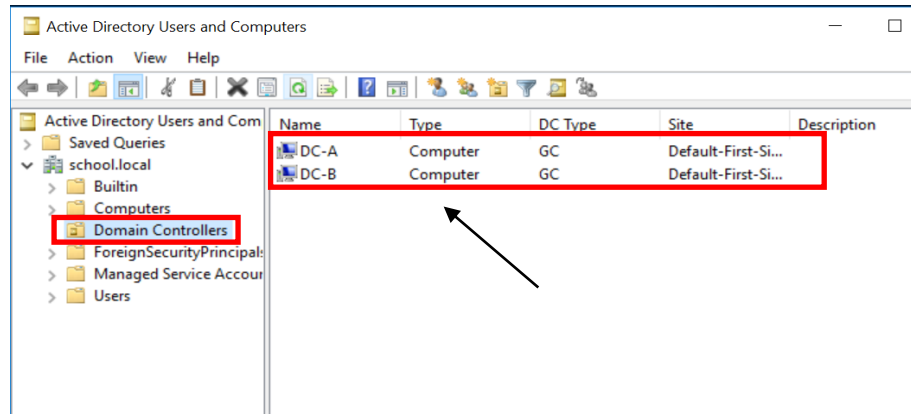 Active Directory Users and Computers
File Action View Help
Active Directory Users and Com
Saved Queries
school.local
Builtin
Computers
Domain Controllers
ForeignSecurityPrincipals
Managed Service Accour
Users
Name Type DC Type Site Description
DC-A Computer GC Default-First-Si...
DC-B Computer GC Default-First-Si...